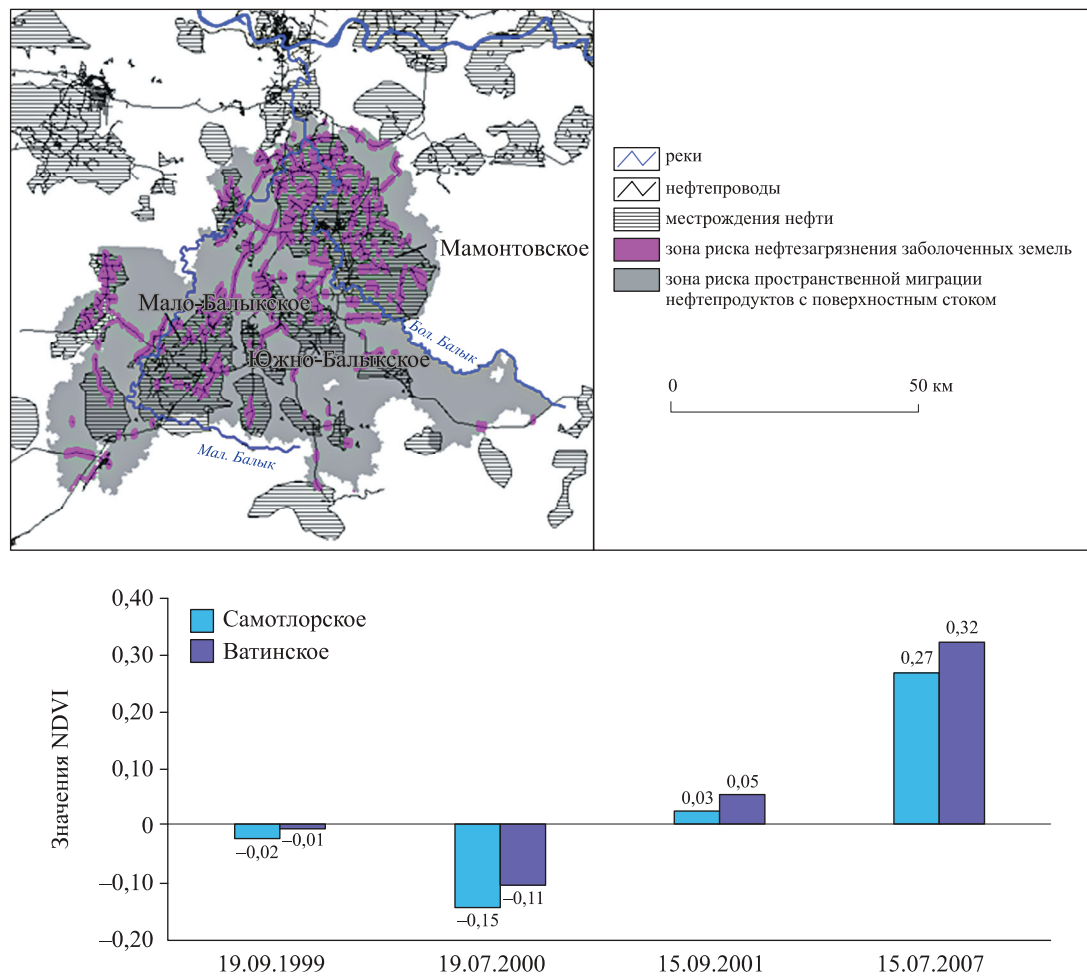 Мамонтовское
Мало-Балыкское
Южно-Балыкское
Бол. Балык
Мал. Балык
реки
нефтепроводы
местрождения нефти
зона риска нефтезагрязнения заболоченных земель
зона риска пространственной миграции
нефтепродуктов с поверхностным стоком
0 50 км
Значения NDVI
0,40
0,30
0,20
0,10
0
–0,10
–0,20
Самотлорское
Ватинское
–0,02
–0,01
–0,15
–0,11
0,03
0,05
0,27
0,32
19.09.1999 19.07.2000 15.09.2001 15.07.2007